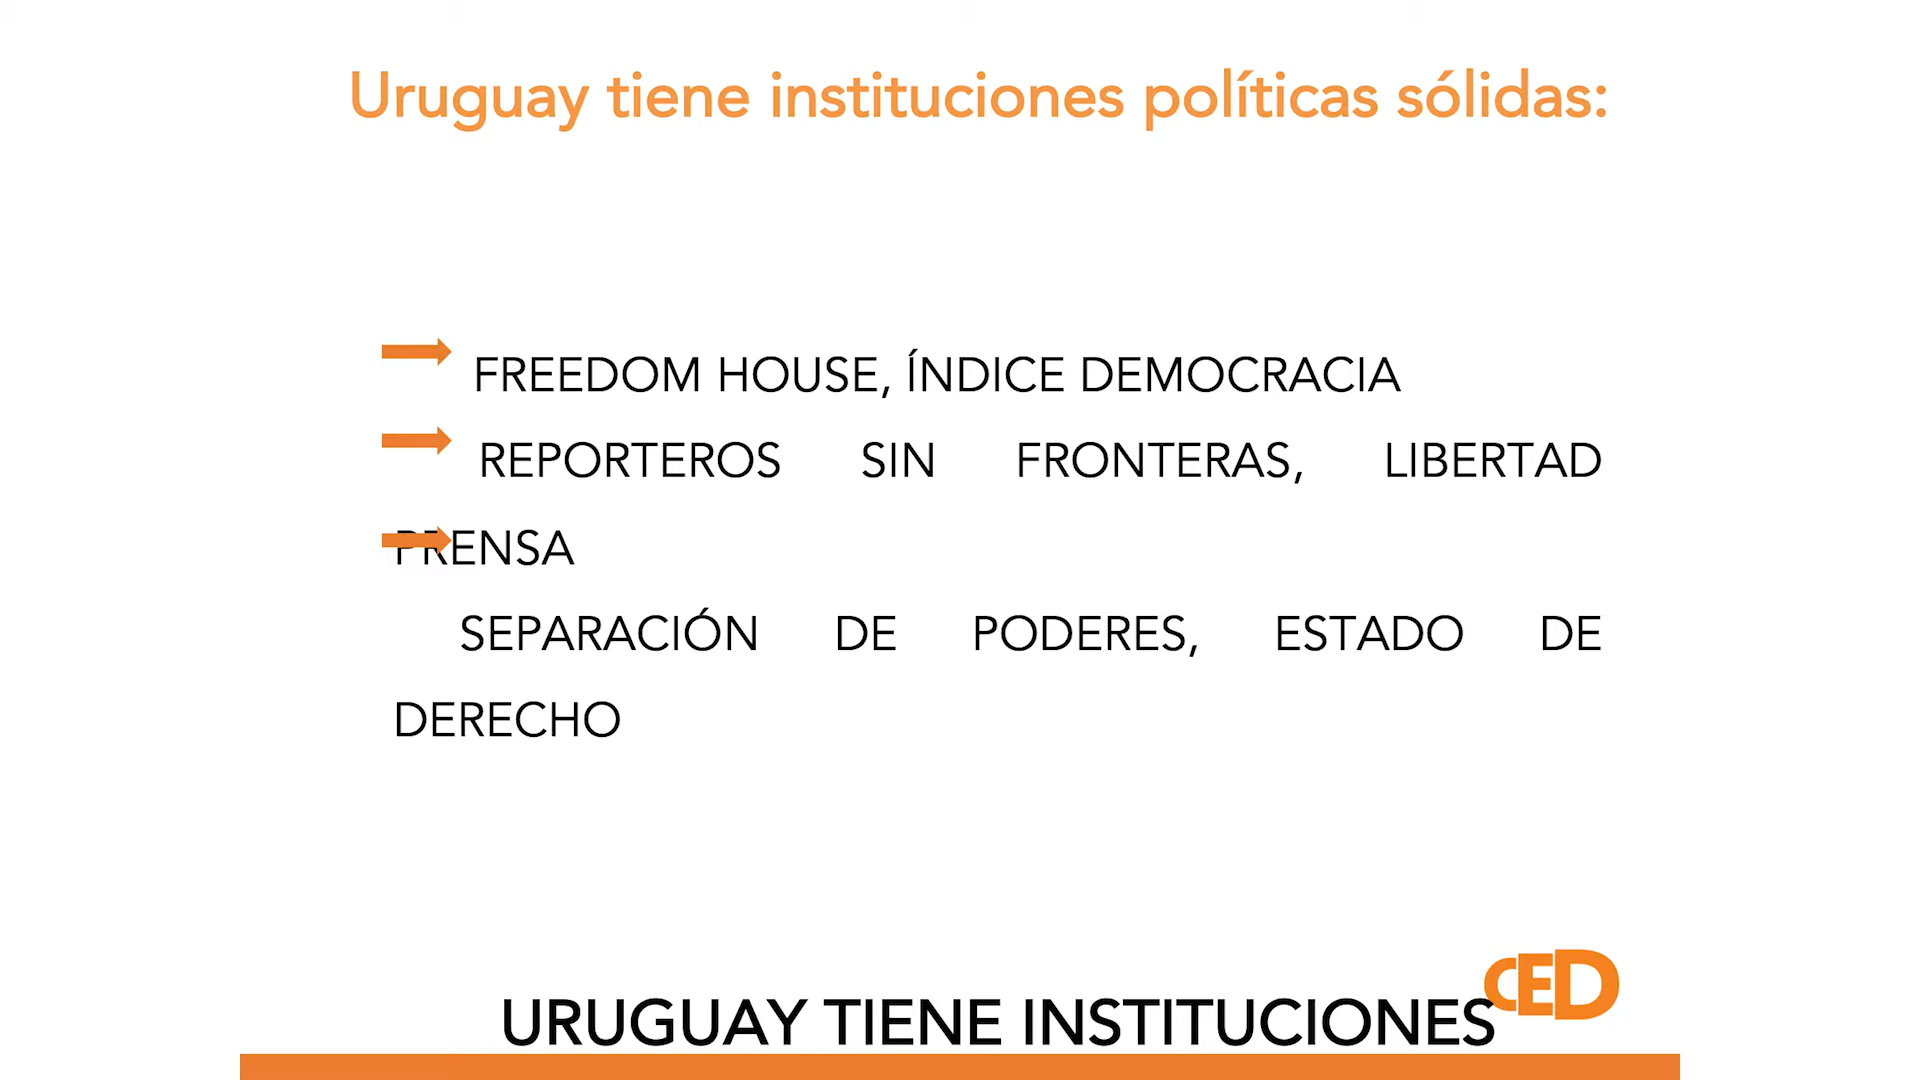 Uruguay tiene instituciones políticas sólidas:
FREEDOM HOUSE, ÍNDICE DEMOCRACIA
REPORTEROS SIN FRONTERAS, LIBERTAD
PRENSA
SEPARACIÓN DE PODERES, ESTADO DE
DERECHO
CED
URUGUAY TIENE INSTITUCIONES